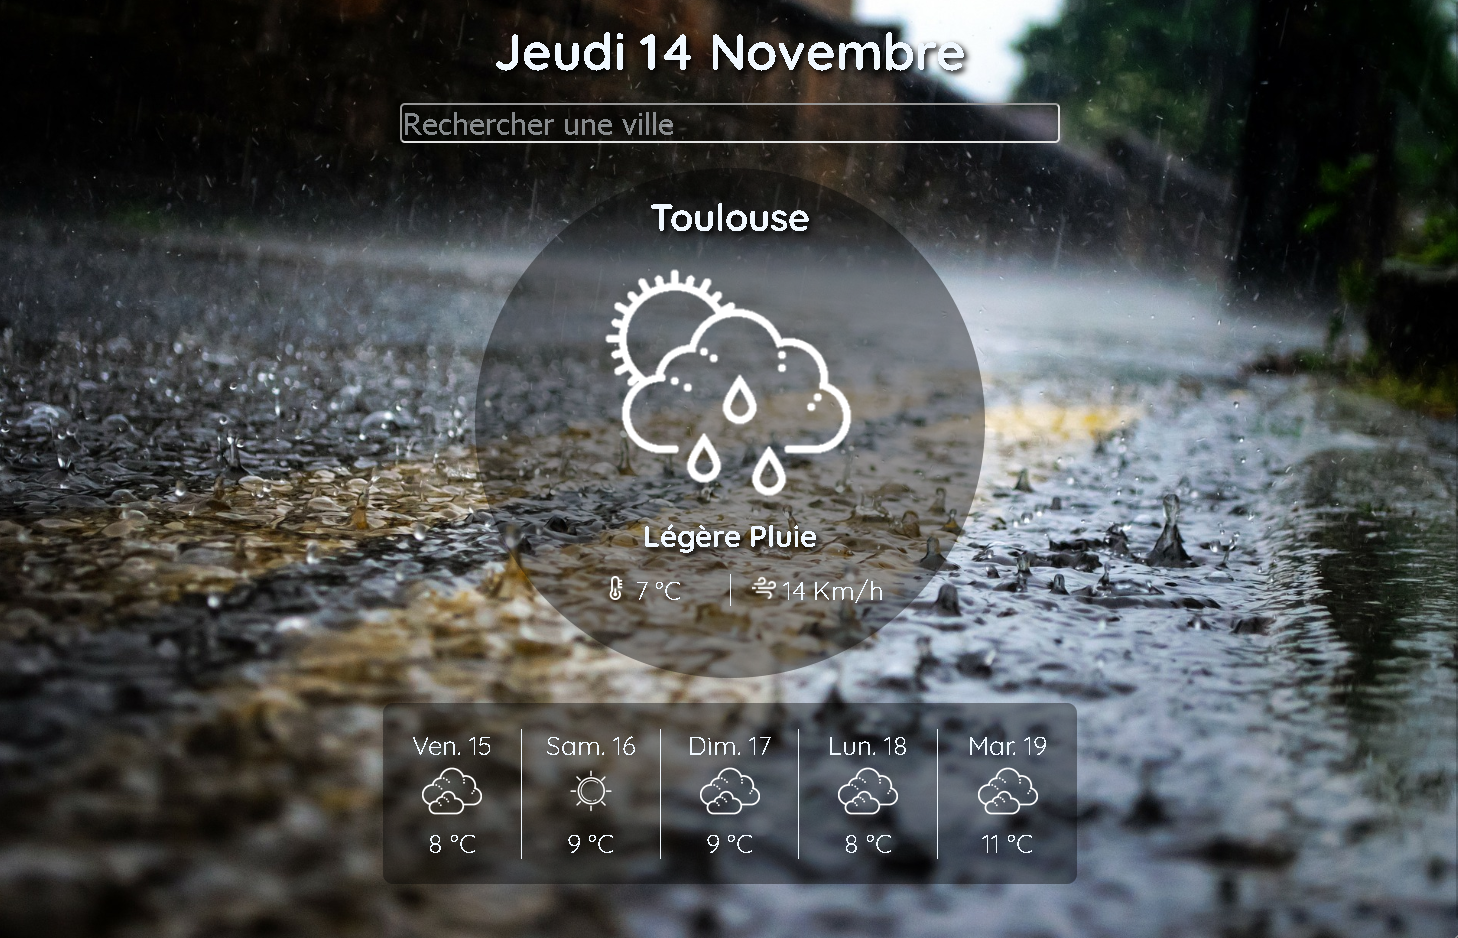 Jeudi 14 Novembre
Rechercher une ville
Toulouse
Légère Pluie
7 °C 14 Km/h
Ven. 15 Sam. 16 Dim. 17 Lun. 18 Mar. 19
8 °C 9 °C 9 °C 8 °C 11 °C